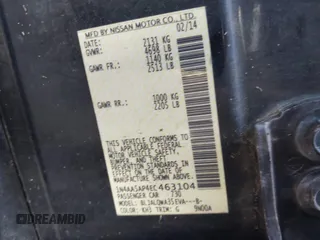 MFD BY NISSAN MOTOR CO., LTD.
DATE: 02/14
GVWR: 2131 KG
4698 LB
GAWR FR: 1140 KG
2513 LB
GAWR RR: 1000 KG
2205 LB
THIS VEHICLE CONFORMS TO ALL
APPLICABLE FEDERAL MOTOR VEHICLE
SAFETY, BUMPER, AND THEFT
PREVENTION STANDARDS IN EFFECT
ON THE DATE OF MANUFACTURE
SHOWN ABOVE.
1N4AA5AP4EC463104
PASSENGER CAR 730
MODEL:
COLOR: KH3 TRIM: G
DREAMBID